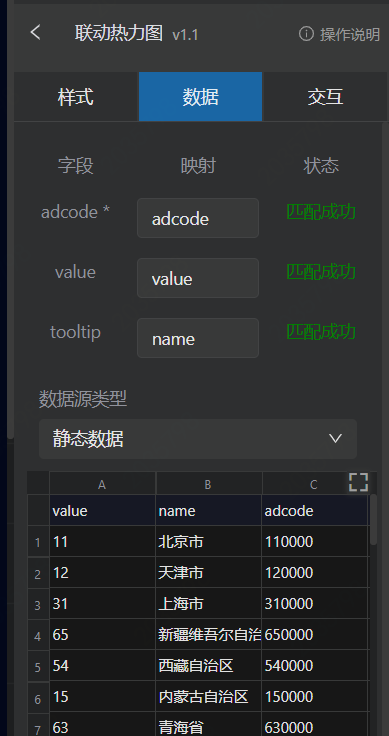 联动热力图 v1.1 操作说明
样式 数据 交互
字段 映射 状态
adcode * adcode 匹配成功
value value 匹配成功
tooltip name 匹配成功
数据源类型
静态数据
A B C
value name adcode
1 11 北京市 110000
2 12 天津市 120000
3 31 上海市 310000
4 65 新疆维吾尔自治 650000
5 54 西藏自治区 540000
6 15 内蒙古自治区 150000
7 63 青海省 630000